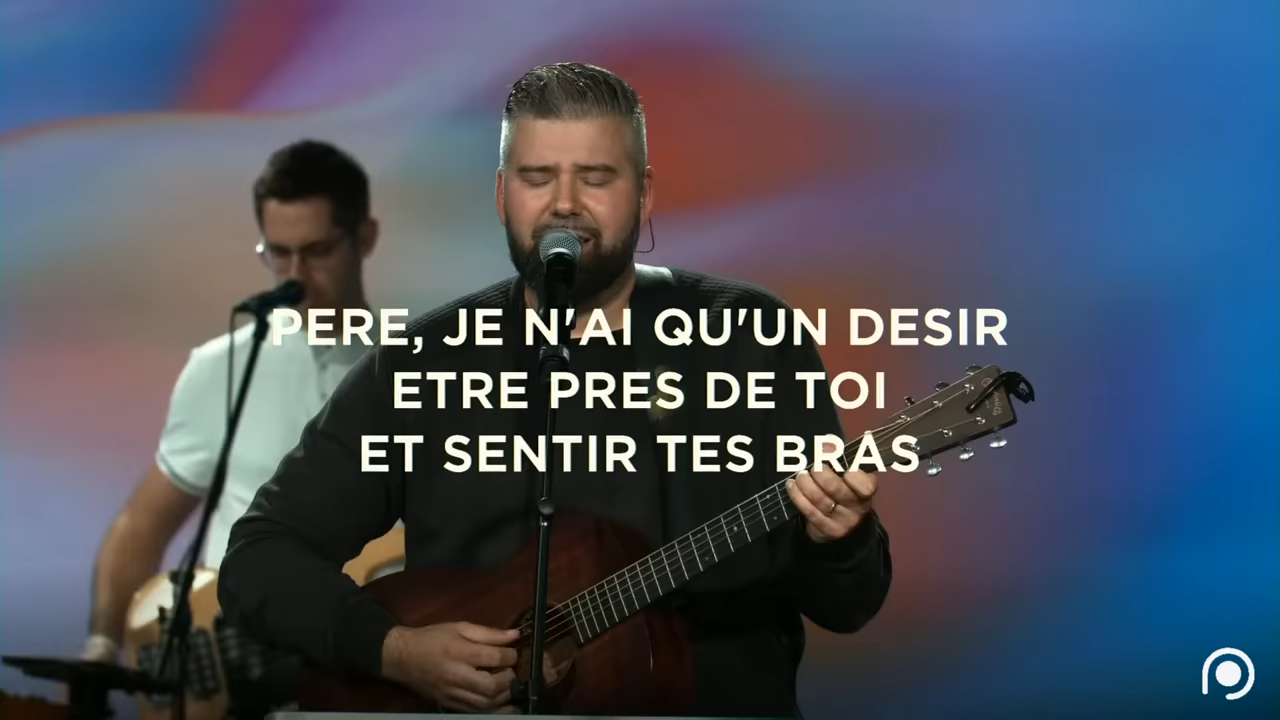 PERE, JE N'AI QU'UN DESIR
ETRE PRES DE TOI
ET SENTIR TES BRAS